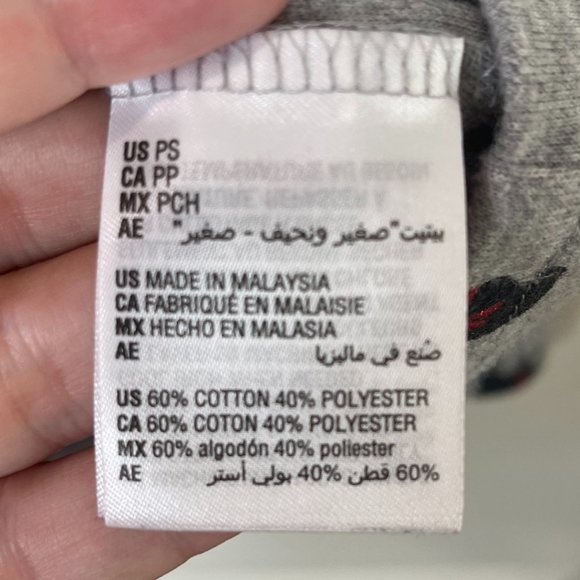 US PS
CA PP
MX PCH
AE بيتيت"صغير ونحيف - صغير"
US MADE IN MALAYSIA
CA FABRIQUÉ EN MALAISIE
MX HECHO EN MALASIA
AE صُنع في ماليزيا
US 60% COTTON 40% POLYESTER
CA 60% COTON 40% POLYESTER
MX 60% algodón 40% poliester
AE 60% قطن 40% بولي أستر